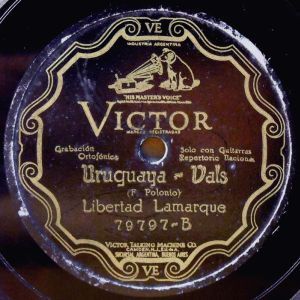 VE
INDUSTRIA ARGENTINA
"HIS MASTER'S VOICE"
VICTOR
MARCAS REGISTRADAS
Grabación Ortofónica
Solo con Guitarras
Repertorio Nacional
Uruguaya - Vals
(F. Polonio)
Libertad Lamarque
79797-B
VICTOR TALKING MACHINE CO.
CAMDEN, N.J. E.U.A.
SUCURSAL ARGENTINA, BUENOS AIRES
VE